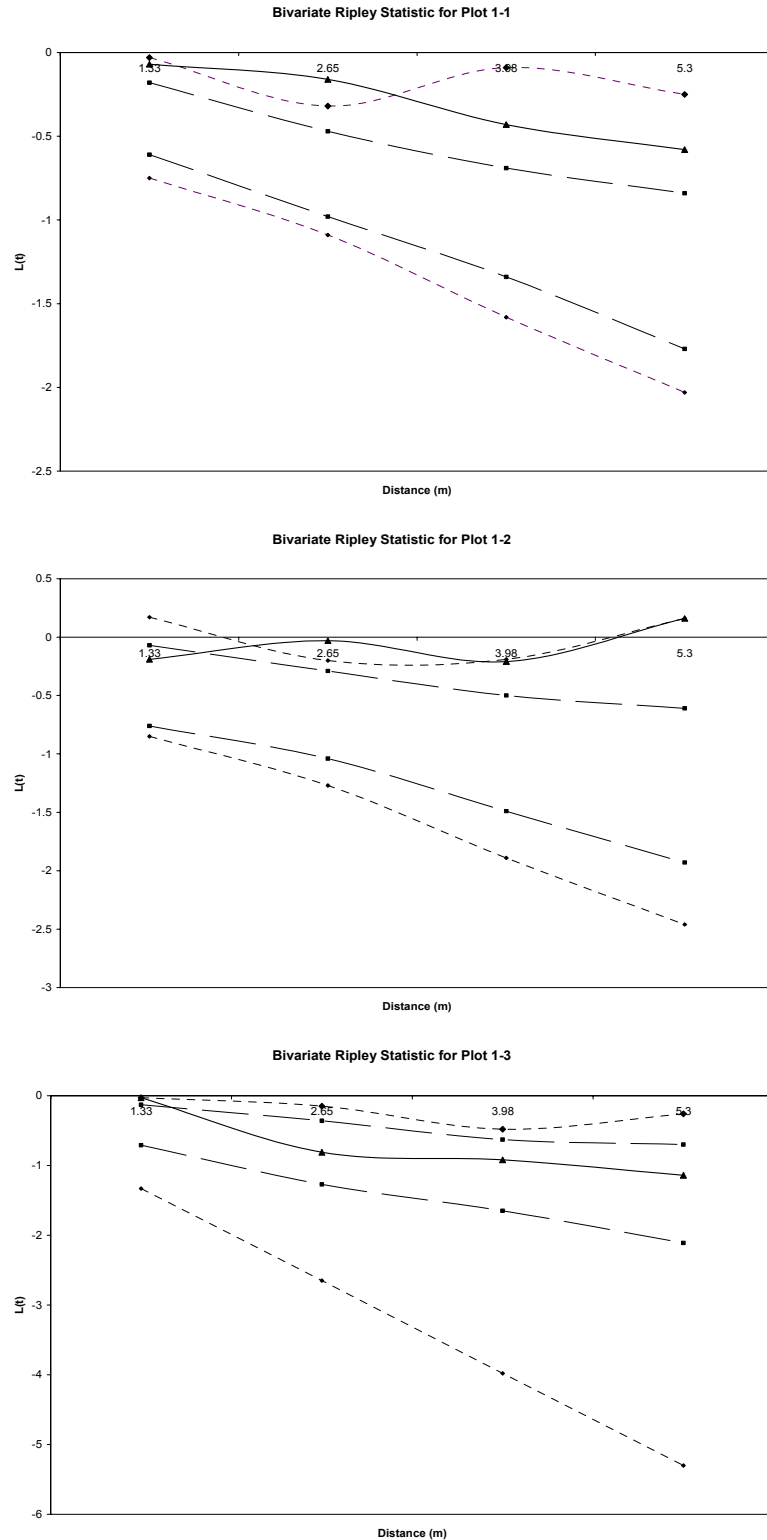 Bivariate Ripley Statistic for Plot 1-1
0
1.33 2.65 3.98 5.3
-0.5
-1
L(t)
-1.5
-2
-2.5
Distance (m)
Bivariate Ripley Statistic for Plot 1-2
0.5
0
1.33 2.65 3.98 5.3
-0.5
-1
L(t)
-1.5
-2
-2.5
-3
Distance (m)
Bivariate Ripley Statistic for Plot 1-3
0
1.33 2.65 3.98 5.3
-1
-2
L(t)
-3
-4
-5
-6
Distance (m)